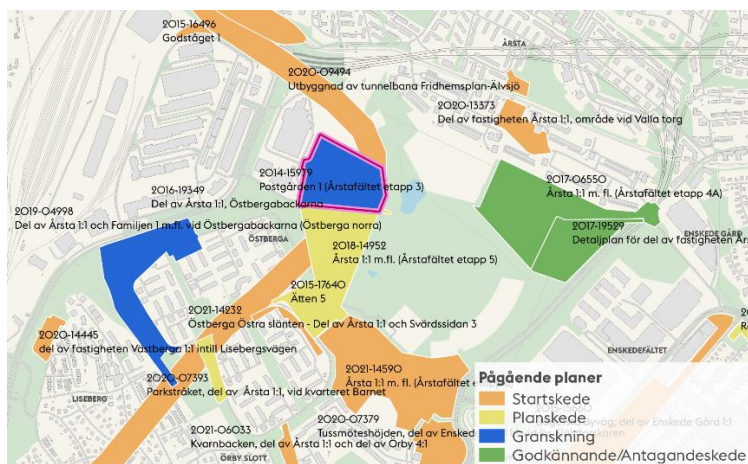 2015-16496
Godståget 1
ÅRSTA
2020-09494
Utbyggnad av tunnelbana Fridhemsplan-Älvsjö
2020-13373
Del av fastigheten Årsta 1:1, område vid Valla torg
2014-15979
Postgården 1 (Årstafältet etapp 3)
2017-06550
Årsta 1:1 m. fl. (Årstafältet etapp 4A)
2016-19349
Del av Årsta 1:1, Östbergabackarna
2019-04998
Del av Årsta 1:1 och Familjen 1 m.fl. vid Östbergabackarna (Östberga norra)
2017-19529
Detaljplan för del av fastigheten Års
ENSKEDE GÅRD
ÖSTBERGA
2018-14952
Årsta 1:1 m.fl. (Årstafältet etapp 5)
2015-17640
Ätten 5
2021-14232
Östberga Östra slänten - Del av Årsta 1:1 och Svärdssidan 3
2020-14445
del av fastigheten Västberga 1:1 intill Lisebergsvägen
ENSKEDEFÄLTET
2021-14590
Årsta 1:1 m. fl. (Årstafältet e
2020-07393
Parkstråket, del av Årsta 1:1, vid kvarteret Barnet
LISEBERG
2020-07379
Tussmöteshöjden, del av Ensked
2021-06033
Kvarnbacken, del av Årsta 1:1 och del av Örby 4:1
ÖRBY SLOTT
Pågående planer
Startskede
Planskede
Granskning
Godkännande/Antagandeskede